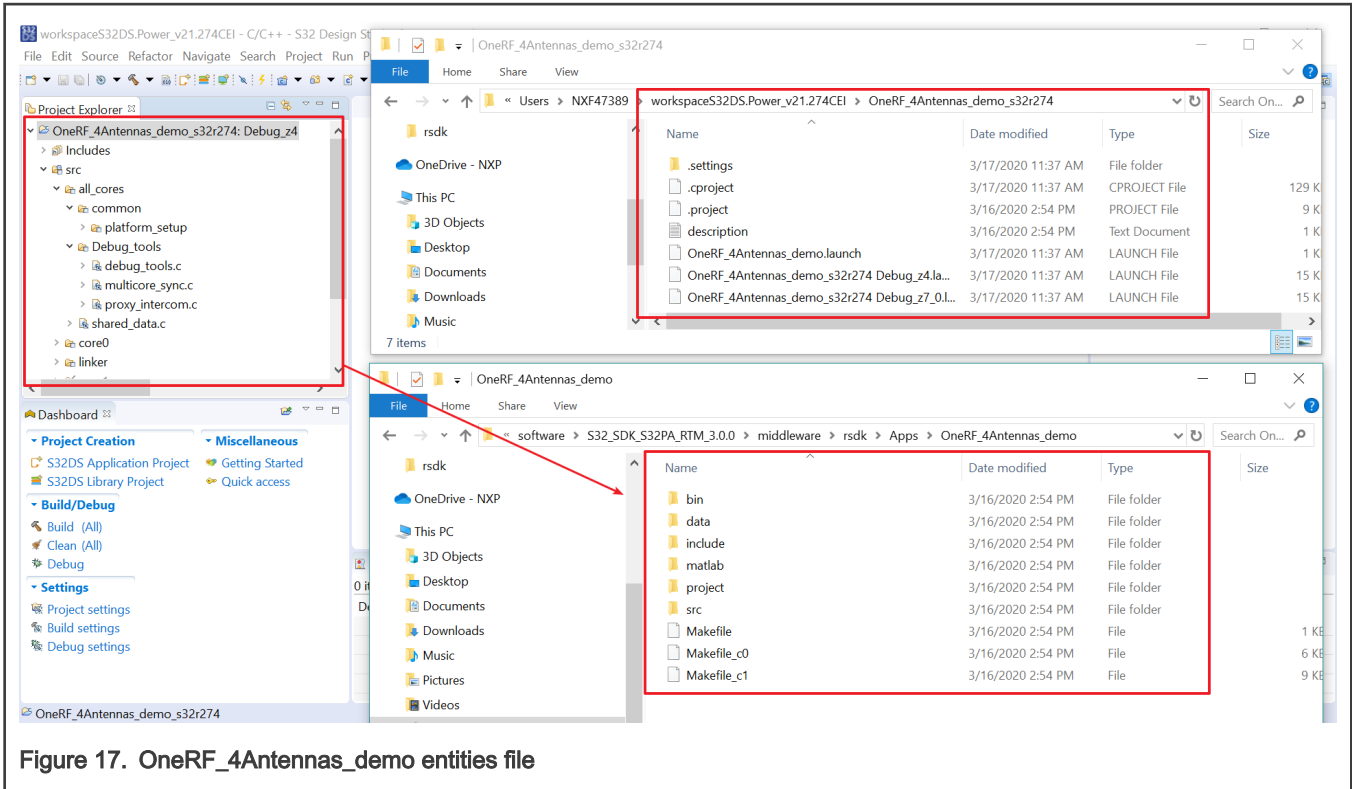 workspaceS32DS.Power_v21.274CEI - C/C++ - S32 Design St
File Edit Source Refactor Navigate Search Project Run P
Project Explorer
OneRF_4Antennas_demo_s32r274: Debug_z4
Includes
src
all_cores
common
platform_setup
Debug_tools
debug_tools.c
multicore_sync.c
proxy_intercom.c
shared_data.c
core0
linker
Dashboard
Project Creation
S32DS Application Project
S32DS Library Project
Build/Debug
Build (All)
Clean (All)
Debug
Settings
Project settings
Build settings
Debug settings
Miscellaneous
Getting Started
Quick access
OneRF_4Antennas_demo_s32r274
0 it
De
OneRF_4Antennas_demo_s32r274
File Home Share View
« Users > NXF47389 > workspaceS32DS.Power_v21.274CEI > OneRF_4Antennas_demo_s32r274
Search On...
rsdk
OneDrive - NXP
This PC
3D Objects
Desktop
Documents
Downloads
Music
Name Date modified Type Size
.settings 3/17/2020 11:37 AM File folder
.cproject 3/17/2020 11:37 AM CPROJECT File 129 K
.project 3/16/2020 2:54 PM PROJECT File 9 K
description 3/16/2020 2:54 PM Text Document 1 K
OneRF_4Antennas_demo.launch 3/17/2020 11:37 AM LAUNCH File 1 K
OneRF_4Antennas_demo_s32r274 Debug_z4.la... 3/17/2020 11:37 AM LAUNCH File 15 K
OneRF_4Antennas_demo_s32r274 Debug_z7_0.l... 3/17/2020 11:37 AM LAUNCH File 15 K
7 items
OneRF_4Antennas_demo
File Home Share View
« software > S32_SDK_S32PA_RTM_3.0.0 > middleware > rsdk > Apps > OneRF_4Antennas_demo
Search On...
rsdk
OneDrive - NXP
This PC
3D Objects
Desktop
Documents
Downloads
Music
Pictures
Videos
Name Date modified Type Size
bin 3/16/2020 2:54 PM File folder
data 3/16/2020 2:54 PM File folder
include 3/16/2020 2:54 PM File folder
matlab 3/16/2020 2:54 PM File folder
project 3/16/2020 2:54 PM File folder
src 3/16/2020 2:54 PM File folder
Makefile 3/16/2020 2:54 PM File 1 KE
Makefile_c0 3/16/2020 2:54 PM File 6 KE
Makefile_c1 3/16/2020 2:54 PM File 9 KE
Figure 17. OneRF_4Antennas_demo entities file